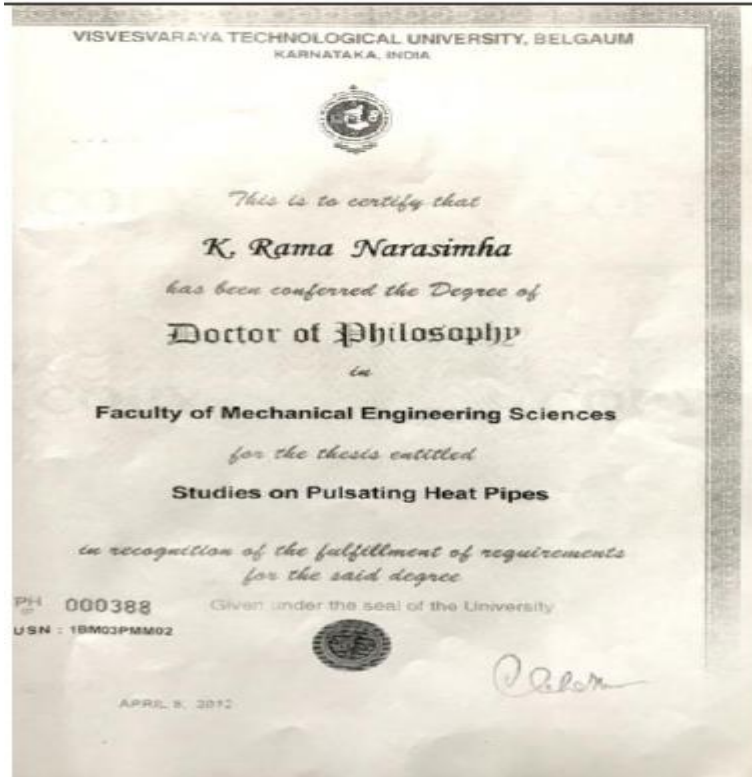 VISVESVARAYA TECHNOLOGICAL UNIVERSITY, BELGAUM
KARNATAKA, INDIA
This is to certify that
K. Rama Narasimha
has been conferred the Degree of
Doctor of Philosophy
in
Faculty of Mechanical Engineering Sciences
for the thesis entitled
Studies on Pulsating Heat Pipes
in recognition of the fulfillment of requirements
for the said degree
PH 000388 Given under the seal of the University
USN : 1BM03PMM02
APRIL 8, 2012